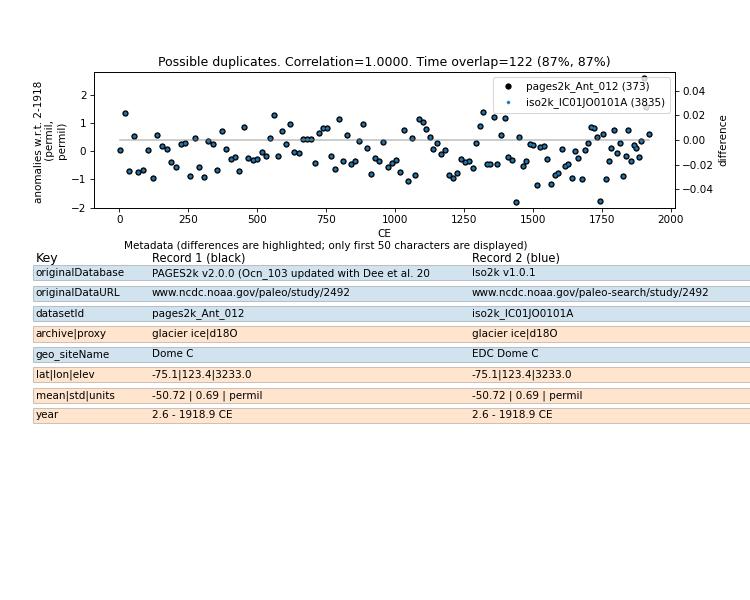 Possible duplicates. Correlation=1.0000. Time overlap=122 (87%, 87%)
anomalies w.r.t. 2-1918
(permil,
permil)
2
1
0
−1
−2
pages2k_Ant_012 (373)
iso2k_IC01JO0101A (3835)
0.04
0.02
0.00
−0.02
−0.04
difference
0 250 500 750 1000 1250 1500 1750 2000
CE
Metadata (differences are highlighted; only first 50 characters are displayed)
Key Record 1 (black) Record 2 (blue)
originalDatabase PAGES2k v2.0.0 (Ocn_103 updated with Dee et al. 20 Iso2k v1.0.1
originalDataURL www.ncdc.noaa.gov/paleo/study/2492 www.ncdc.noaa.gov/paleo-search/study/2492
datasetId pages2k_Ant_012 iso2k_IC01JO0101A
archive|proxy glacier ice|d18O glacier ice|d18O
geo_siteName Dome C EDC Dome C
lat|lon|elev -75.1|123.4|3233.0 -75.1|123.4|3233.0
mean|std|units -50.72 | 0.69 | permil -50.72 | 0.69 | permil
year 2.6 - 1918.9 CE 2.6 - 1918.9 CE